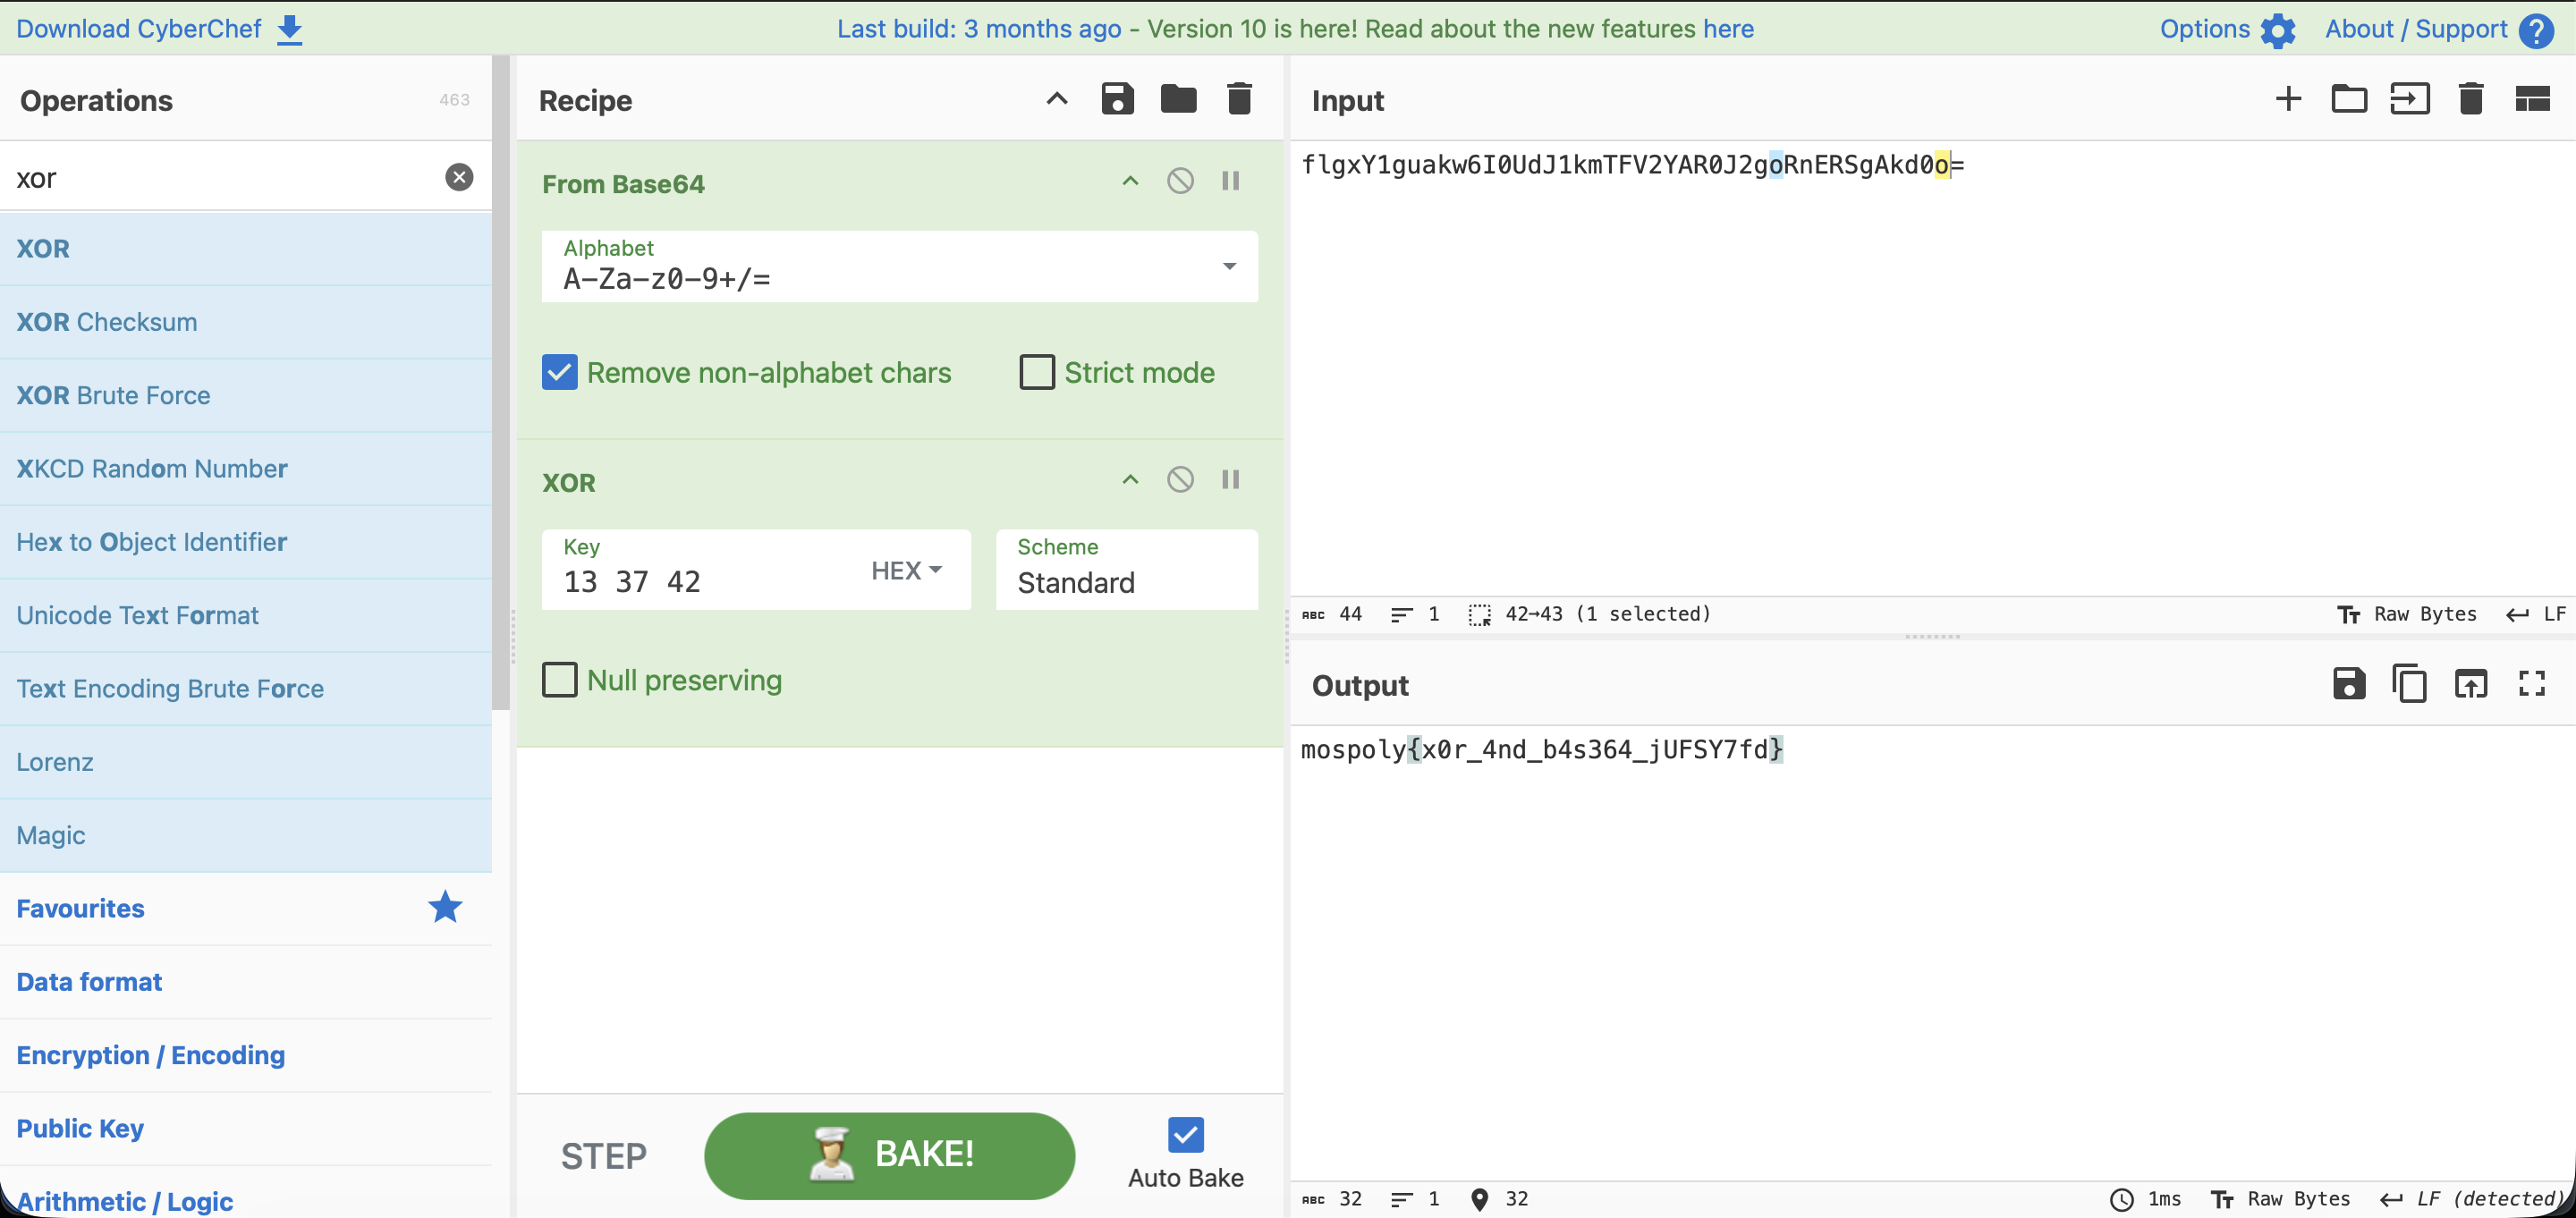 Download CyberChef
Last build: 3 months ago - Version 10 is here! Read about the new features here
Options
About / Support
Operations
463
xor
XOR
XOR Checksum
XOR Brute Force
XKCD Random Number
Hex to Object Identifier
Unicode Text Format
Text Encoding Brute Force
Lorenz
Magic
Favourites
Data format
Encryption / Encoding
Public Key
Arithmetic / Logic
Recipe
From Base64
Alphabet
A-Za-z0-9+/=
Remove non-alphabet chars
Strict mode
XOR
Key
13 37 42
HEX
Scheme
Standard
Null preserving
STEP
BAKE!
Auto Bake
Input
flgxY1guakw6I0UdJ1kmTFV2YAR0J2goRnERSgAkd0o=
ABC 44
1
42→43 (1 selected)
Raw Bytes
LF
Output
mospoly{x0r_4nd_b4s364_jUFSY7fd}
ABC 32
1
32
1ms
Raw Bytes
LF (detected)